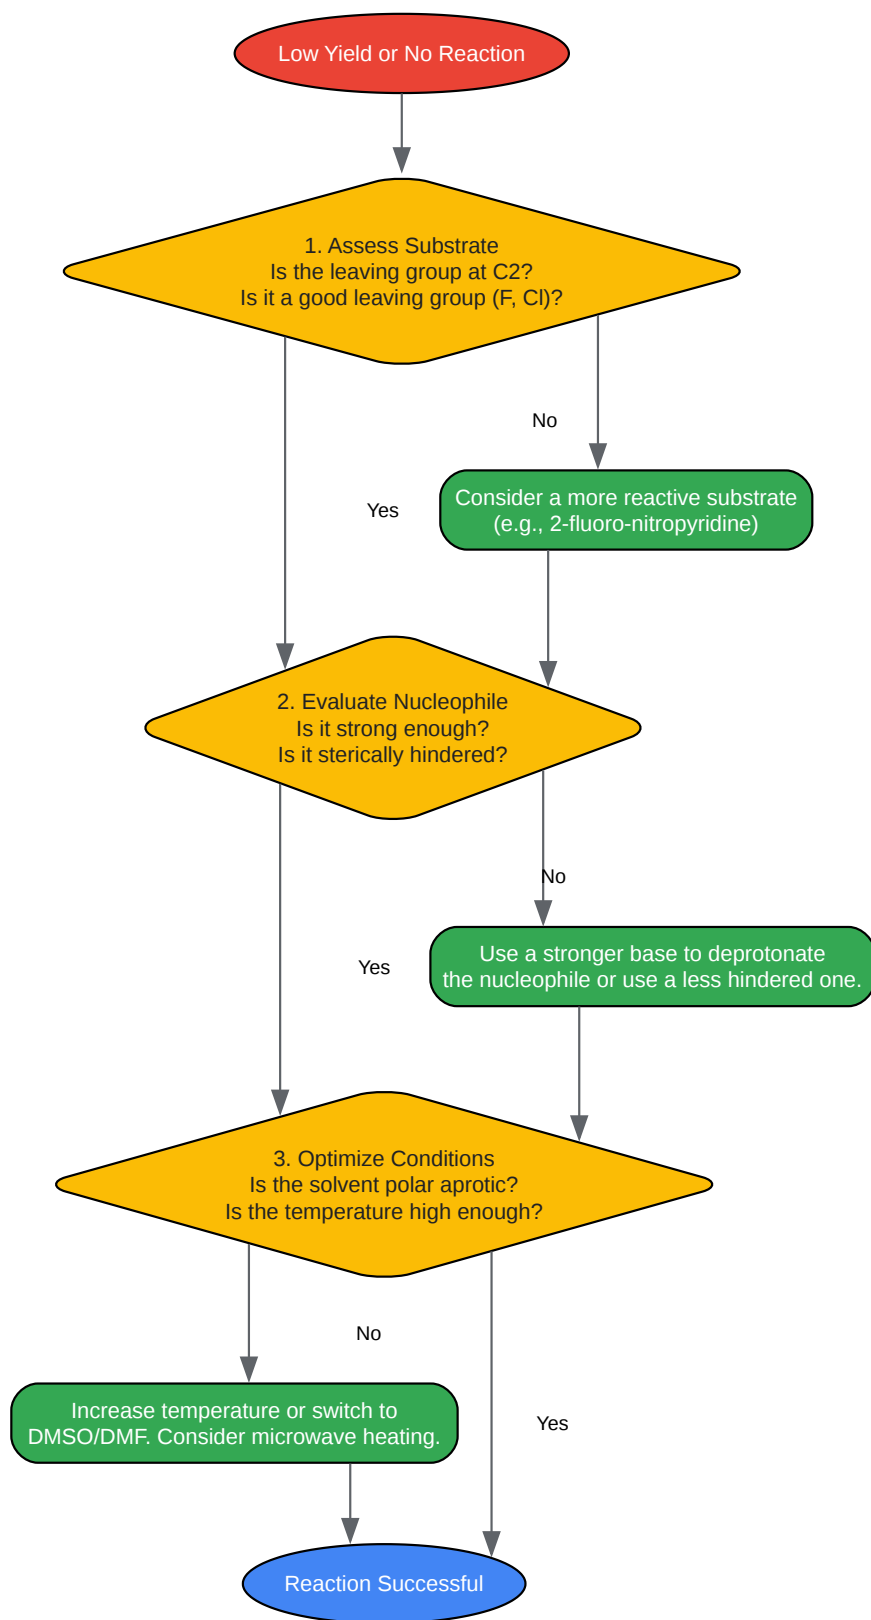 Low Yield or No Reaction
1. Assess Substrate
Is the leaving group at C2?
Is it a good leaving group (F, Cl)?
No
Consider a more reactive substrate
(e.g., 2-fluoro-nitropyridine)
Yes
2. Evaluate Nucleophile
Is it strong enough?
Is it sterically hindered?
No
Use a stronger base to deprotonate
the nucleophile or use a less hindered one.
Yes
3. Optimize Conditions
Is the solvent polar aprotic?
Is the temperature high enough?
No
Increase temperature or switch to
DMSO/DMF. Consider microwave heating.
Yes
Reaction Successful